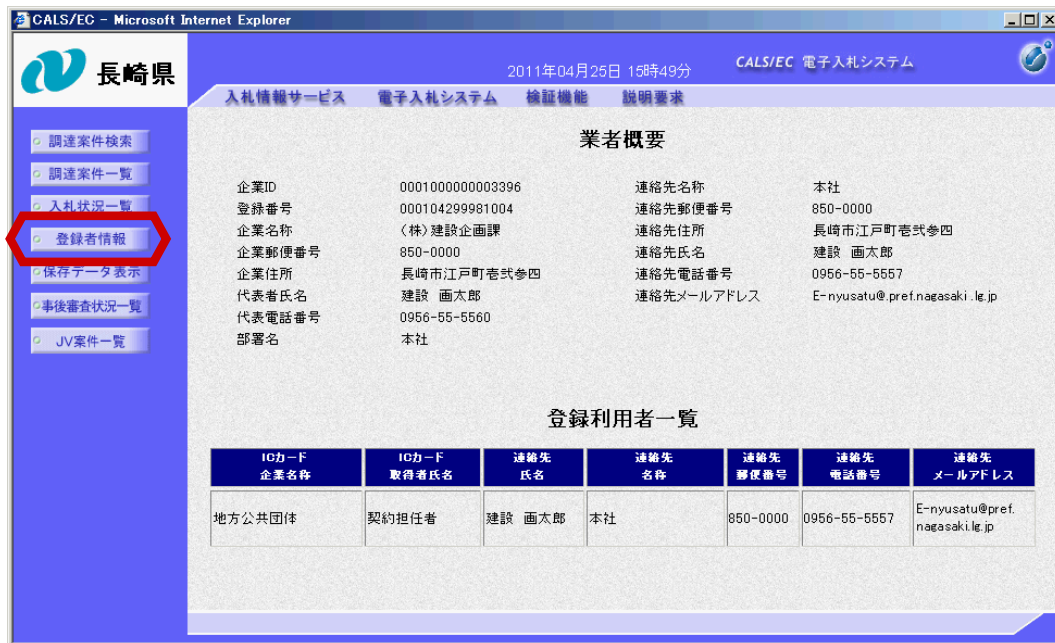 CALS/EC - Microsoft Internet Explorer
長崎県
2011年04月25日 15時49分
CALS/EC 電子入札システム
入札情報サービス 電子入札システム 検証機能 説明要求
調達案件検索
調達案件一覧
入札状況一覧
登録者情報
保存データ表示
事後審査状況一覧
JV案件一覧
業者概要
企業ID 0001000000003396 連絡先名称 本社
登録番号 000104299981004 連絡先郵便番号 850-0000
企業名称 (株)建設企画課 連絡先住所 長崎市江戸町壱弐参四
企業郵便番号 850-0000 連絡先氏名 建設 画太郎
企業住所 長崎市江戸町壱弐参四 連絡先電話番号 0956-55-5557
代表者氏名 建設 画太郎 連絡先メールアドレス E-nyusatu@.pref.nagasaki.lg.jp
代表電話番号 0956-55-5560
部署名 本社
登録利用者一覧
ICカード 企業名称 ICカード 取得者氏名 連絡先 氏名 連絡先 名称 連絡先 郵便番号 連絡先 電話番号 連絡先 メールアドレス
地方公共団体 契約担任者 建設 画太郎 本社 850-0000 0956-55-5557 E-nyusatu@pref.
nagasaki.lg.jp